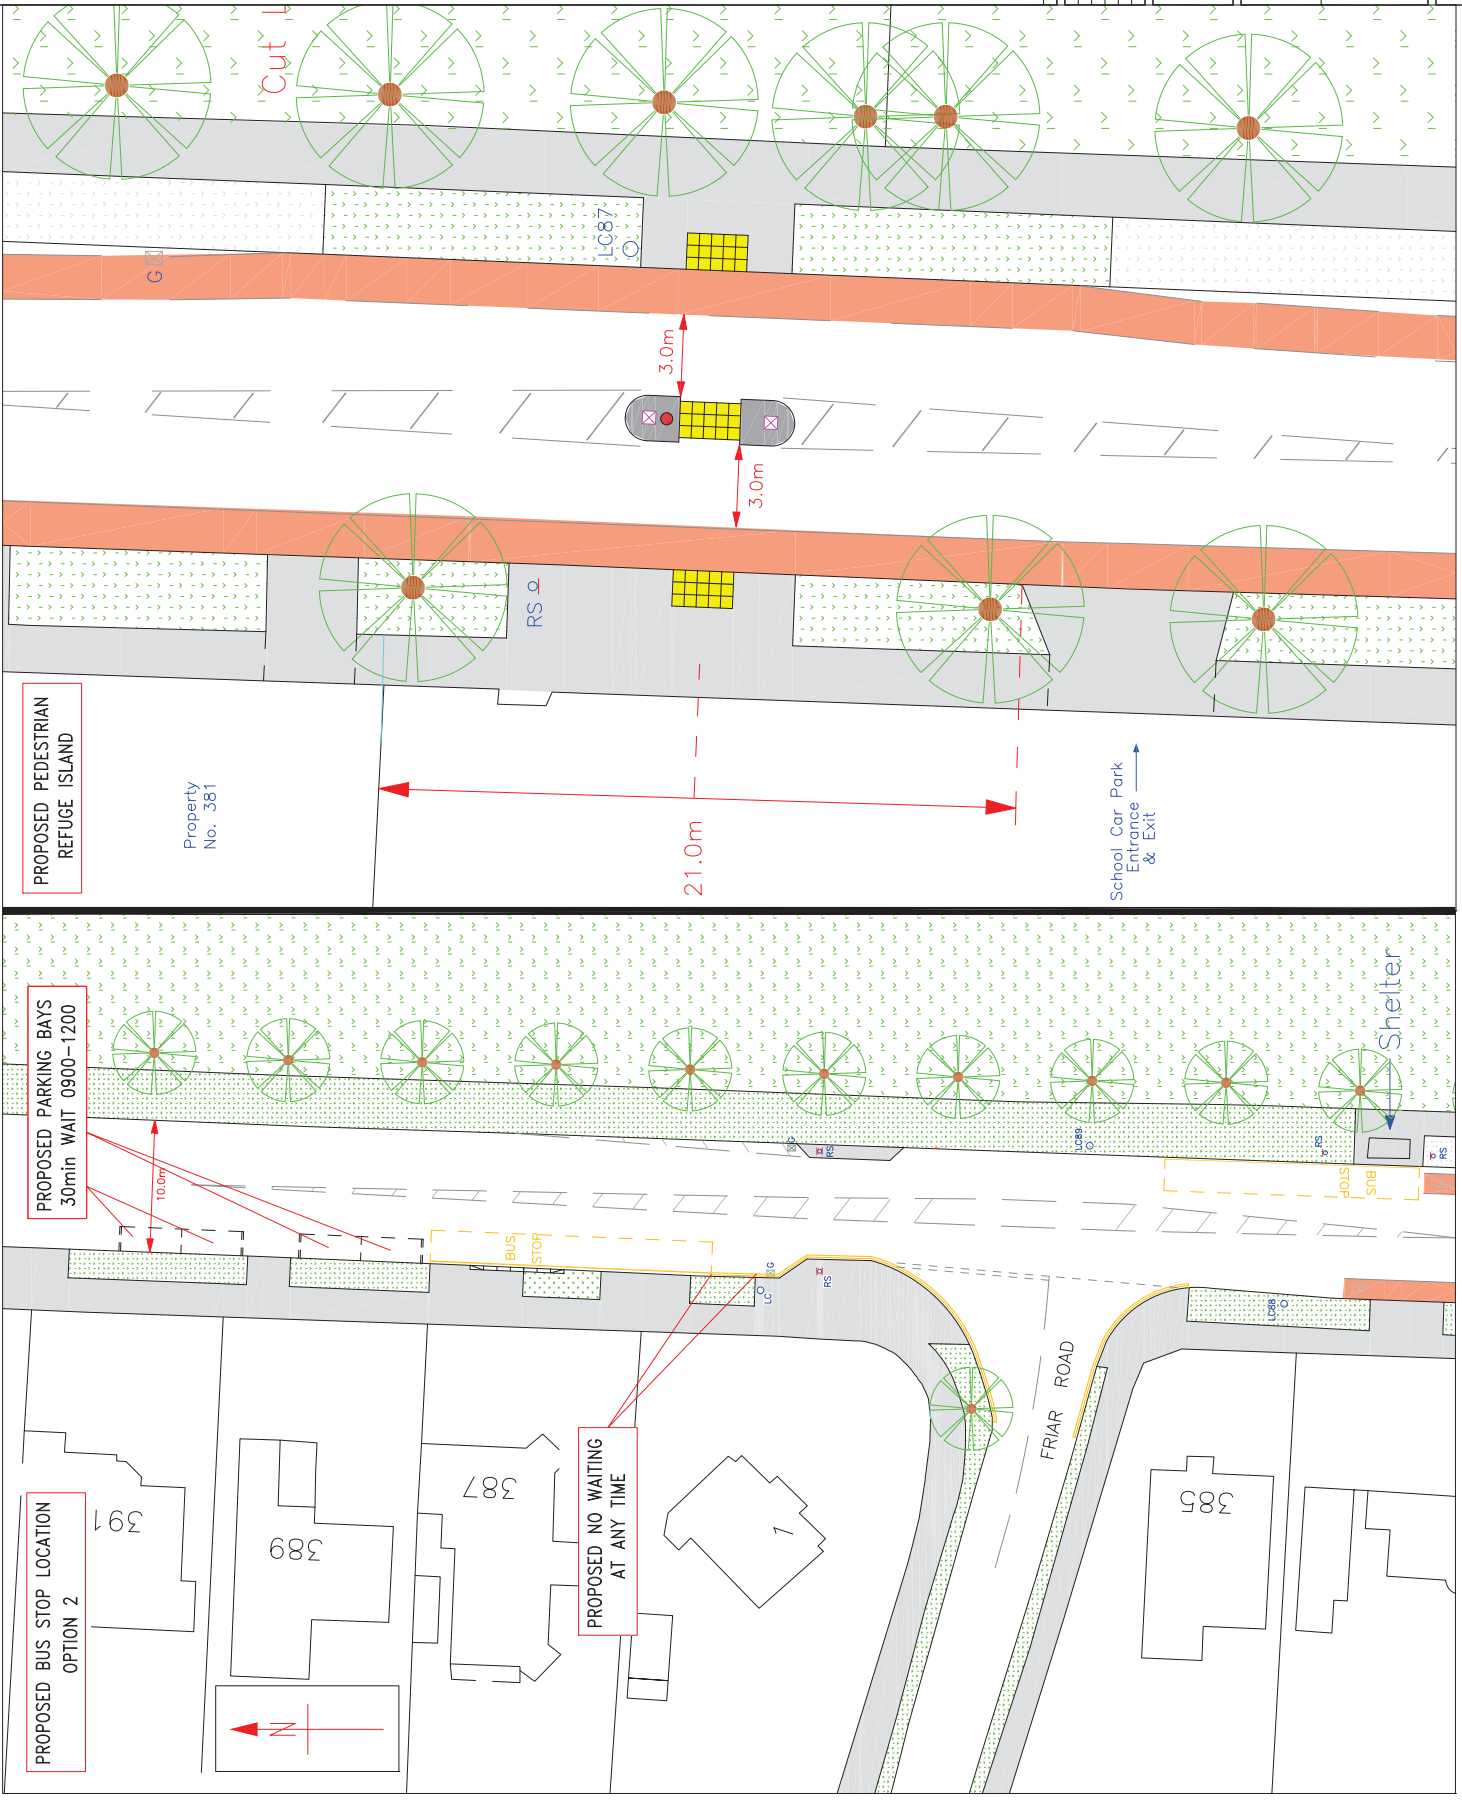 Cut
LC87
G
3.0m
3.0m
RS
PROPOSED PEDESTRIAN
REFUGE ISLAND
Property
No. 381
21.0m
School Car Park
Entrance
& Exit
PROPOSED PARKING BAYS
30min WAIT 0900-1200
10.0m
Shelter
G
RS
LC89
RS
RS
BUS
STOP
BUS
STOP
G
LC
RS
LC88
FRIAR ROAD
PROPOSED NO WAITING
AT ANY TIME
391
389
387
1
385
PROPOSED BUS STOP LOCATION
OPTION 2
N